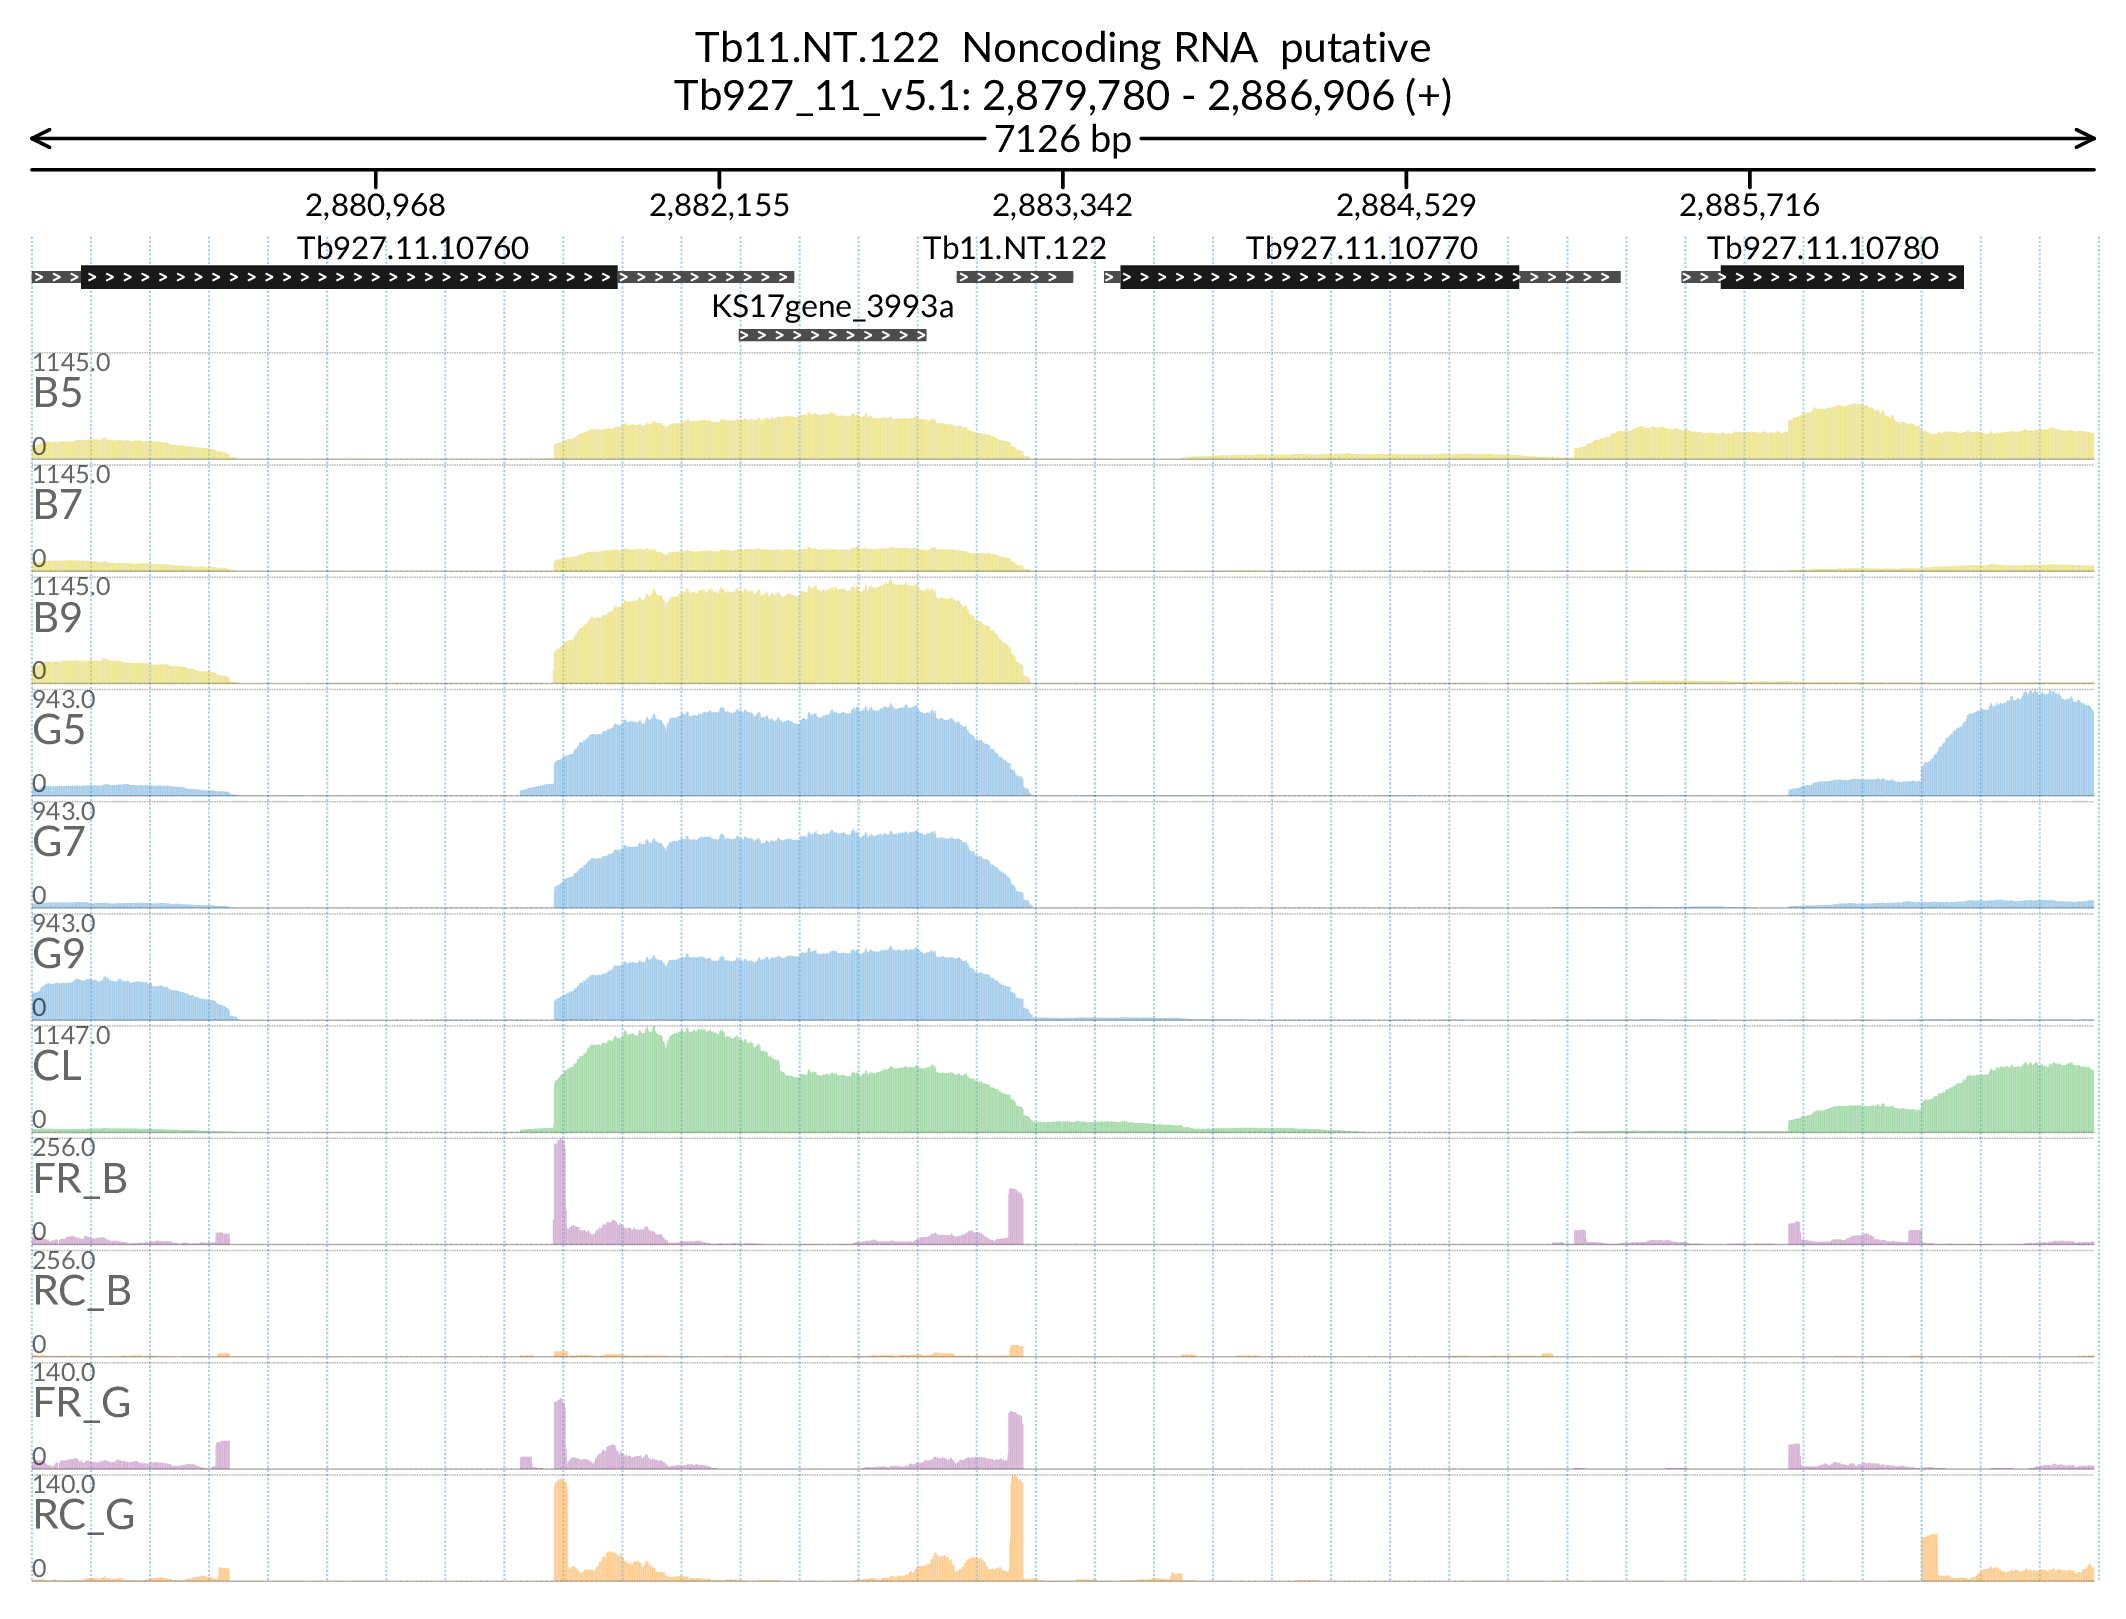 Tb11.NT.122 Noncoding RNA putative
Tb927_11_v5.1: 2,879,780 - 2,886,906 (+)
7126 bp
2,880,968 2,882,155 2,883,342 2,884,529 2,885,716
Tb927.11.10760 Tb11.NT.122 Tb927.11.10770 Tb927.11.10780
KS17gene_3993a
1145.0
B5
0
1145.0
B7
0
1145.0
B9
0
943.0
G5
0
943.0
G7
0
943.0
G9
0
1147.0
CL
0
256.0
FR_B
0
256.0
RC_B
0
140.0
FR_G
0
140.0
RC_G
0